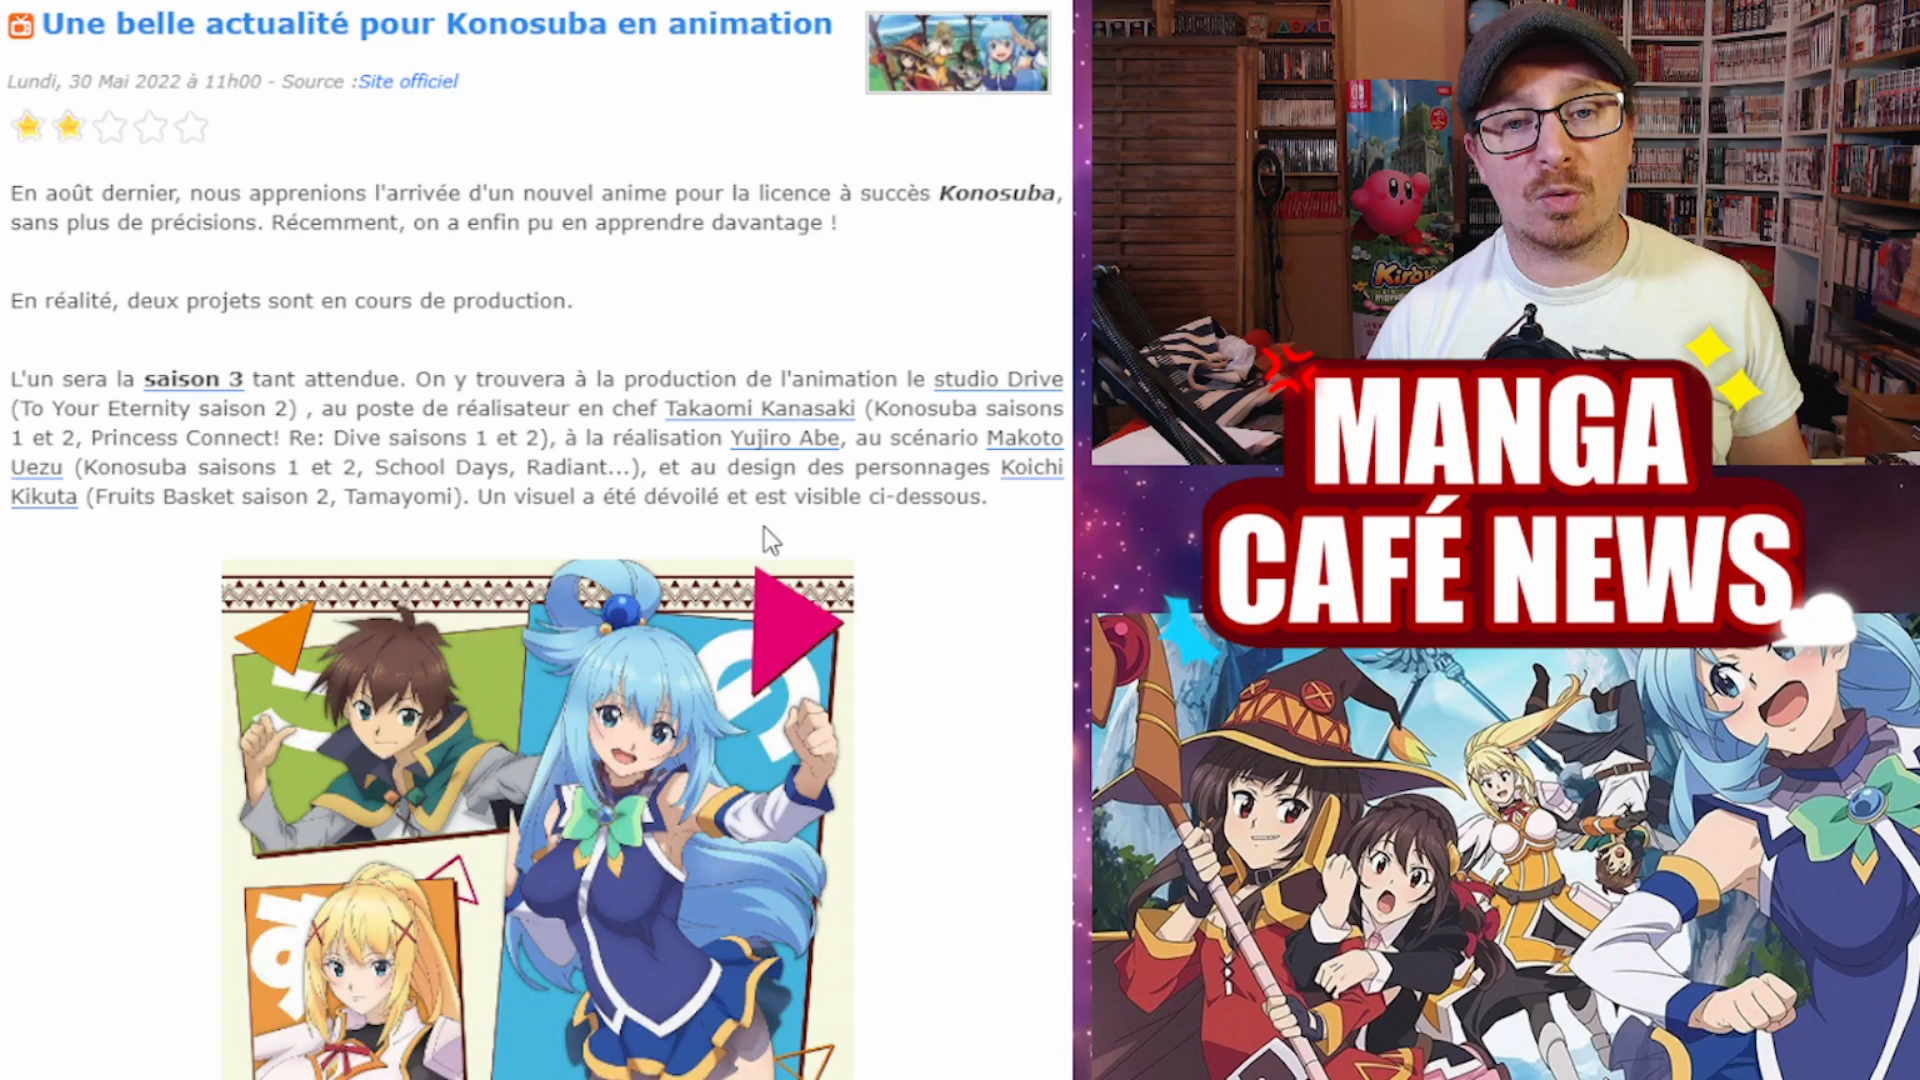 Une belle actualité pour Konosuba en animation
Lundi, 30 Mai 2022 à 11h00 - Source :Site officiel
En août dernier, nous apprenions l'arrivée d'un nouvel anime pour la licence à succès Konosuba,
sans plus de précisions. Récemment, on a enfin pu en apprendre davantage !
En réalité, deux projets sont en cours de production.
L'un sera la saison 3 tant attendue. On y trouvera à la production de l'animation le studio Drive
(To Your Eternity saison 2) , au poste de réalisateur en chef Takaomi Kanasaki (Konosuba saisons
1 et 2, Princess Connect! Re: Dive saisons 1 et 2), à la réalisation Yujiro Abe, au scénario Makoto
Uezu (Konosuba saisons 1 et 2, School Days, Radiant...), et au design des personnages Koichi
Kikuta (Fruits Basket saison 2, Tamayomi). Un visuel a été dévoilé et est visible ci-dessous.
Kirby
MANGA
CAFÉ NEWS